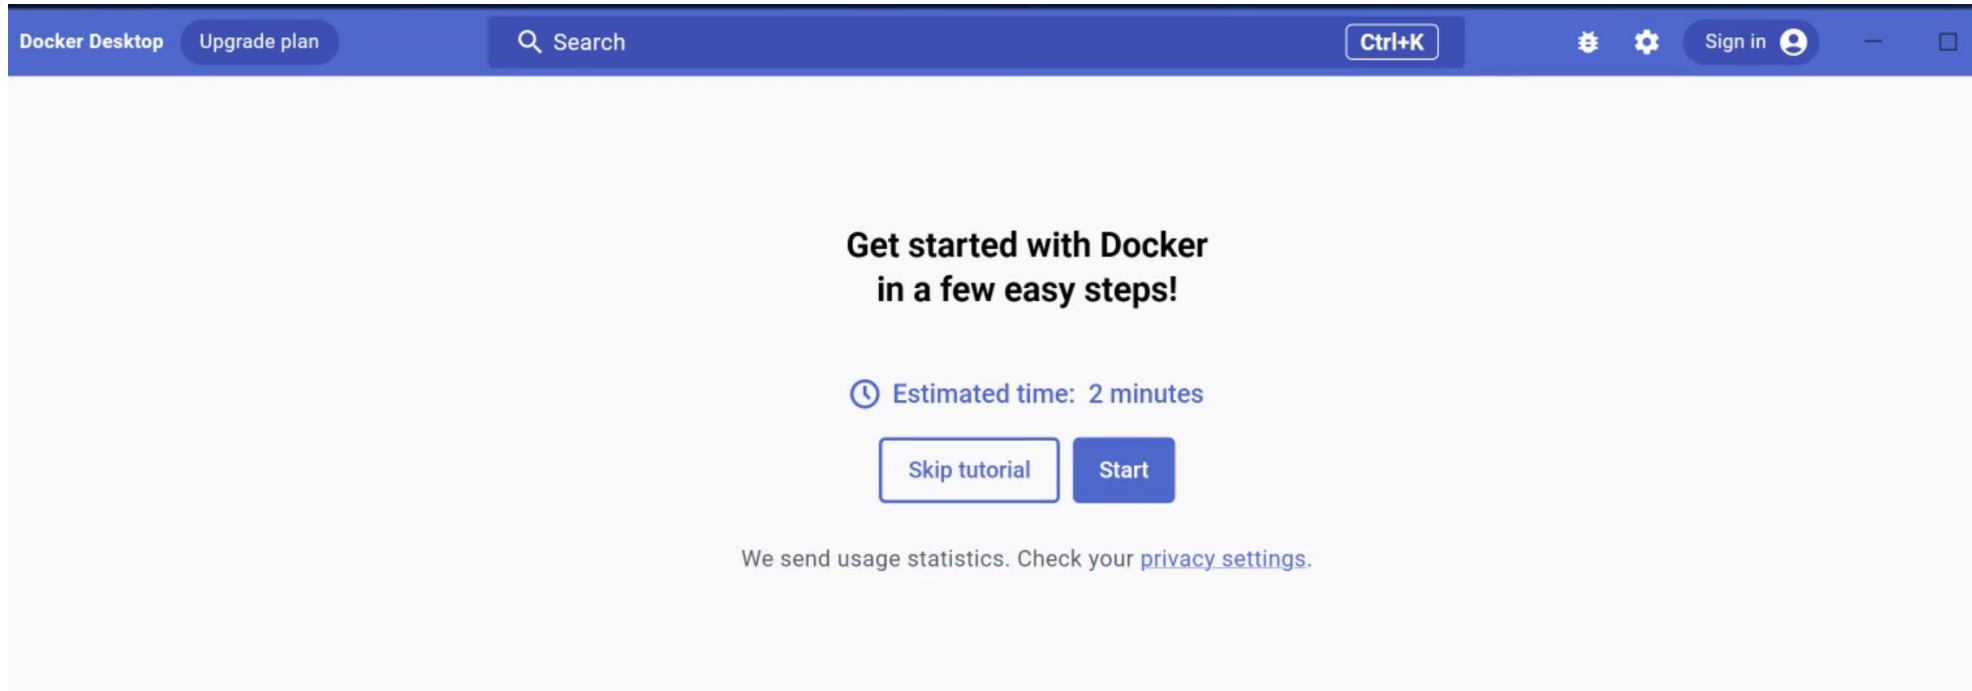 Docker Desktop Upgrade plan Search Ctrl+K Sign in
Get started with Docker
in a few easy steps!
Estimated time: 2 minutes
Skip tutorial Start
We send usage statistics. Check your privacy settings.